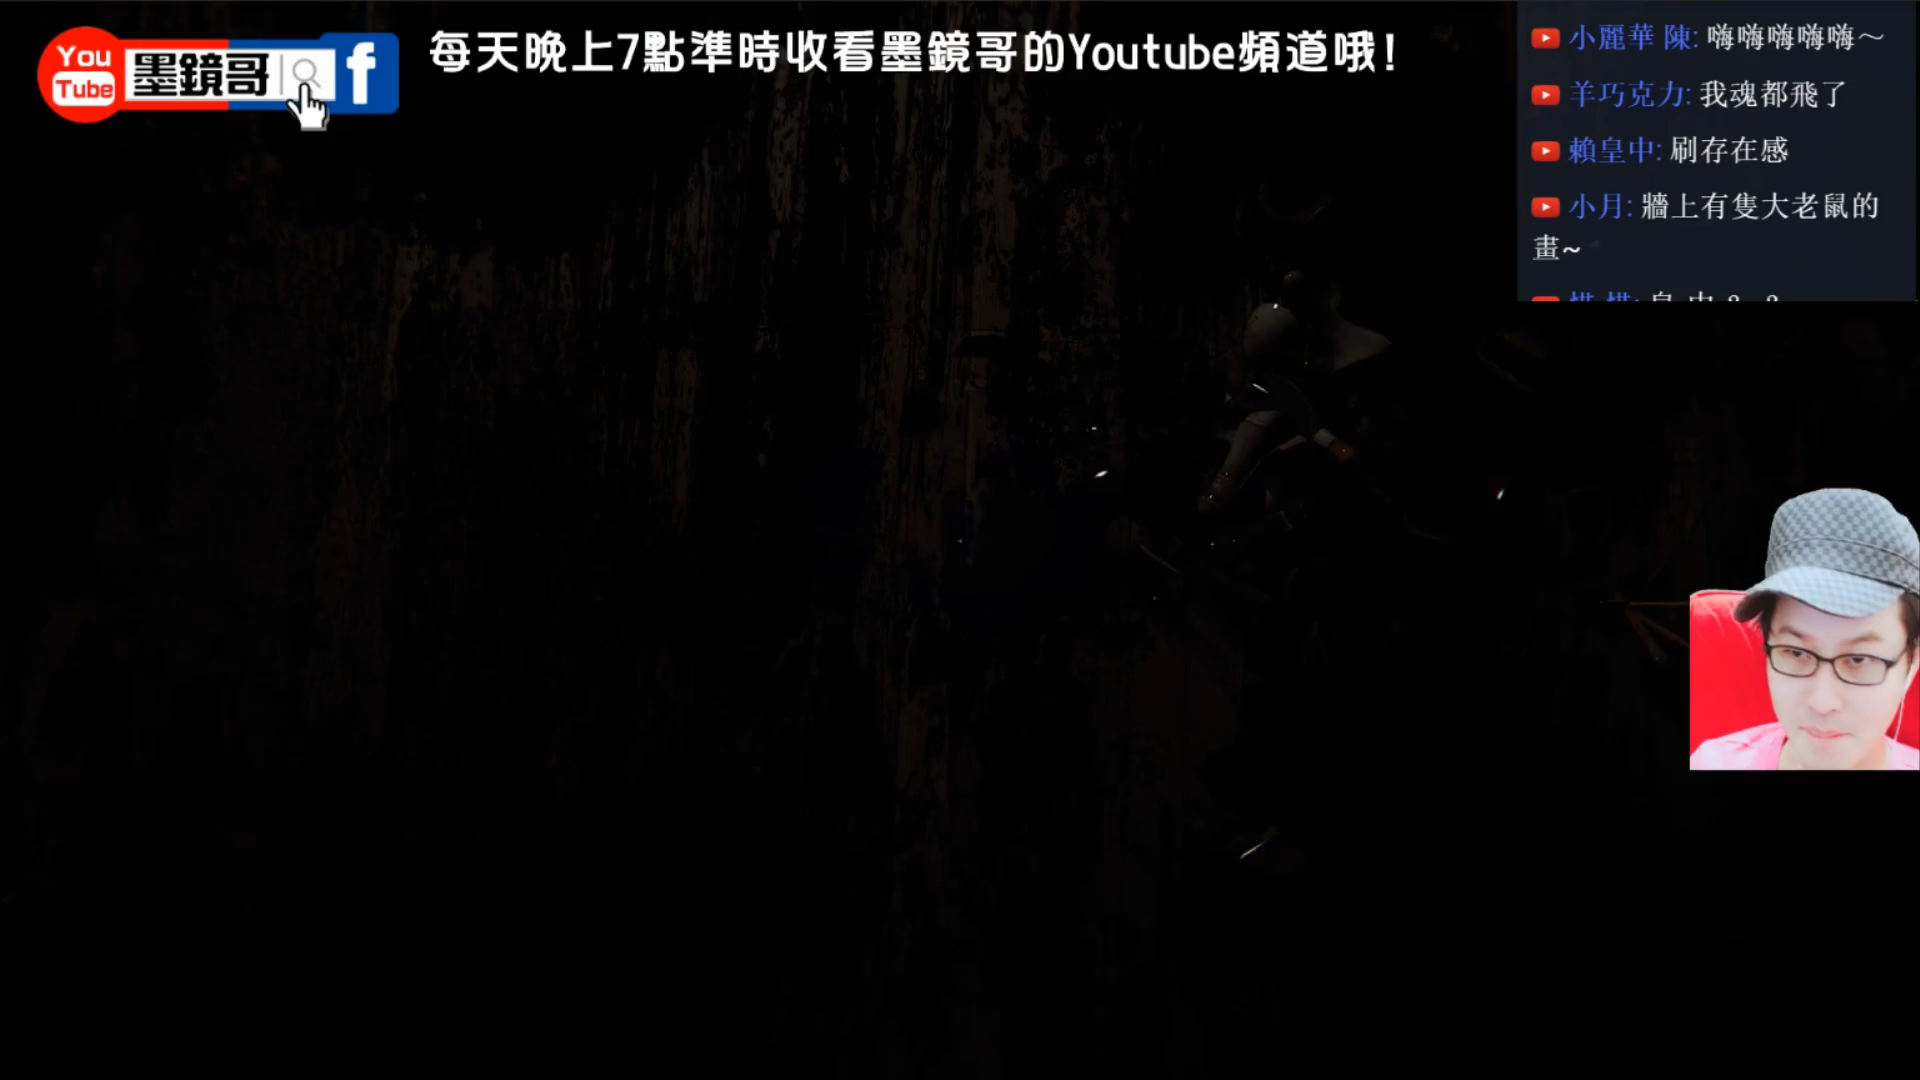 You
Tube
墨鏡哥
f
每天晚上7點準時收看墨鏡哥的Youtube頻道哦!
小麗華 陳: 嗨嗨嗨嗨嗨～
羊巧克力: 我魂都飛了
賴皇中: 刷存在感
小月: 牆上有隻大老鼠的
畫~